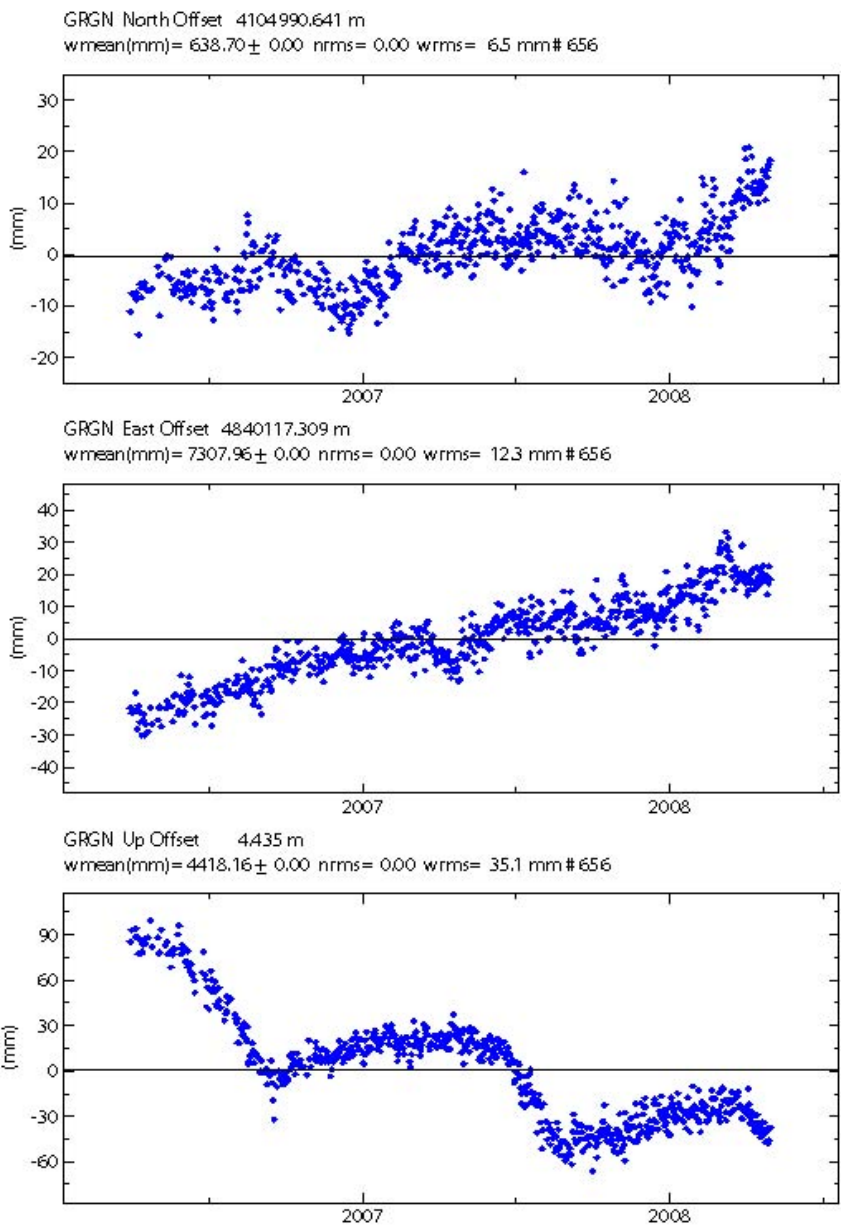 GRGN North Offset 4104990.641 m
wmean(mm)= 638.70± 0.00 nrms= 0.00 wrms= 6.5 mm# 656
30
20
10
0
-10
-20
(mm)
2007 2008
GRGN East Offset 4840117.309 m
wmean(mm)= 7307.96± 0.00 nrms= 0.00 wrms= 12.3 mm# 656
40
30
20
10
0
-10
-20
-30
-40
(mm)
2007 2008
GRGN Up Offset 4.435 m
wmean(mm)= 4418.16± 0.00 nrms= 0.00 wrms= 35.1 mm# 656
90
60
30
0
-30
-60
(mm)
2007 2008